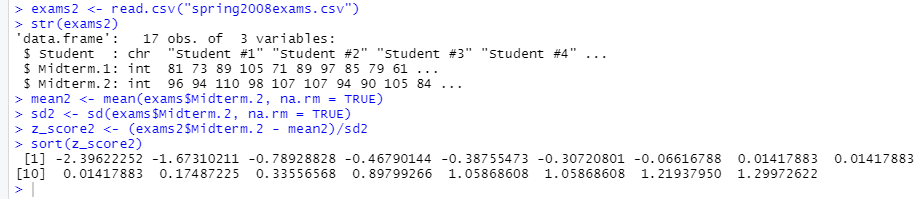 > exams2 <- read.csv("spring2008exams.csv")
> str(exams2)
'data.frame':   17 obs. of  3 variables:
 $ Student  : chr  "Student #1" "Student #2" "Student #3" "Student #4" ...
 $ Midterm.1: int  81 73 89 105 71 89 97 85 79 61 ...
 $ Midterm.2: int  96 94 110 98 107 107 94 90 105 84 ...
> mean2 <- mean(exams$Midterm.2, na.rm = TRUE)
> sd2 <- sd(exams$Midterm.2, na.rm = TRUE)
> z_score2 <- (exams2$Midterm.2 - mean2)/sd2
> sort(z_score2)
 [1] -2.39622252 -1.67310211 -0.78928828 -0.46790144 -0.38755473 -0.30720801 -0.06616788  0.01417883  0.01417883
[10]  0.01417883  0.17487225  0.33556568  0.89799266  1.05868608  1.05868608  1.21937950  1.29972622
>